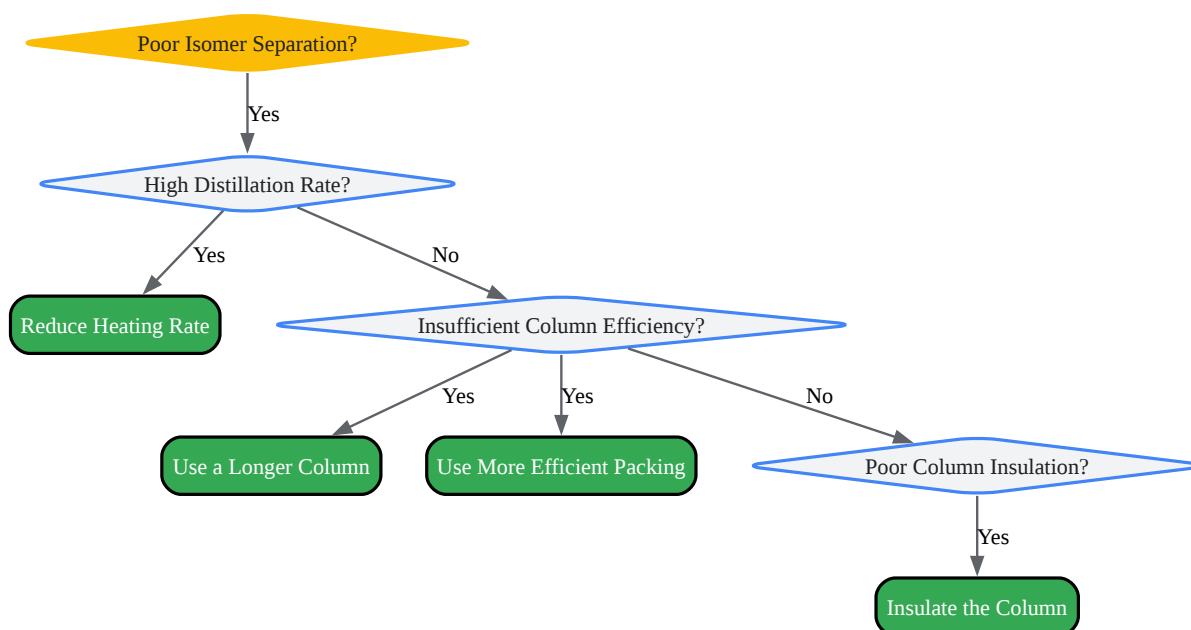 Poor Isomer Separation?
Yes
High Distillation Rate?
Yes
No
Reduce Heating Rate
Insufficient Column Efficiency?
Yes
Yes
No
Use a Longer Column
Use More Efficient Packing
Poor Column Insulation?
Yes
Insulate the Column